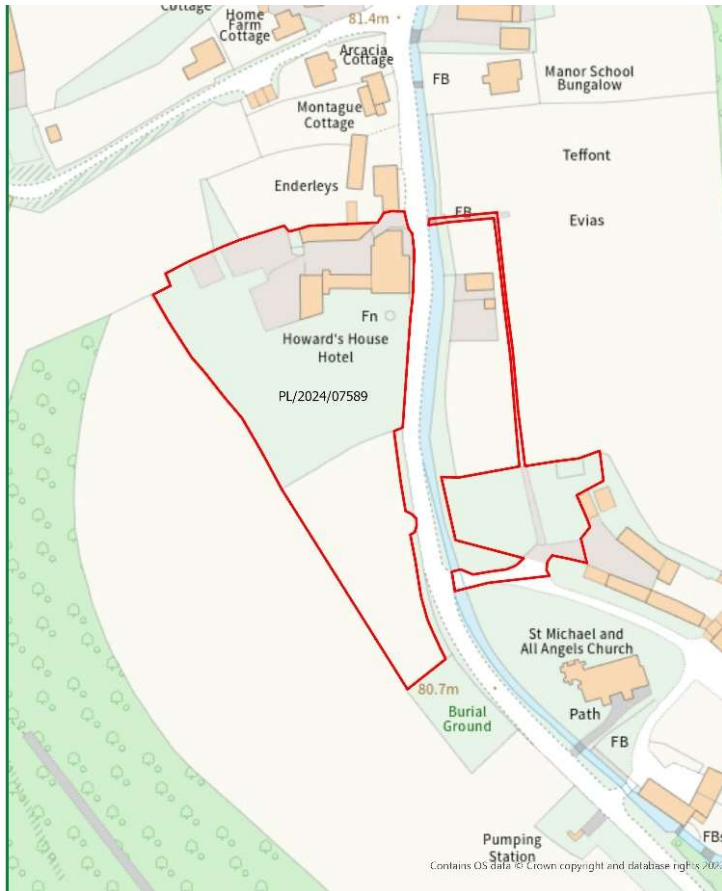 Cottage
Home
Farm
Cottage
81.4m
Arcacia
Cottage
FB
Manor School
Bungalow
Montague
Cottage
Teffont
Enderleys
FB
Evias
Fn
Howard's House
Hotel
PL/2024/07589
St Michael and
All Angels Church
80.7m
Burial
Ground
Path
FB
Pumping
Station
FBs
Contains OS data © Crown copyright and database rights